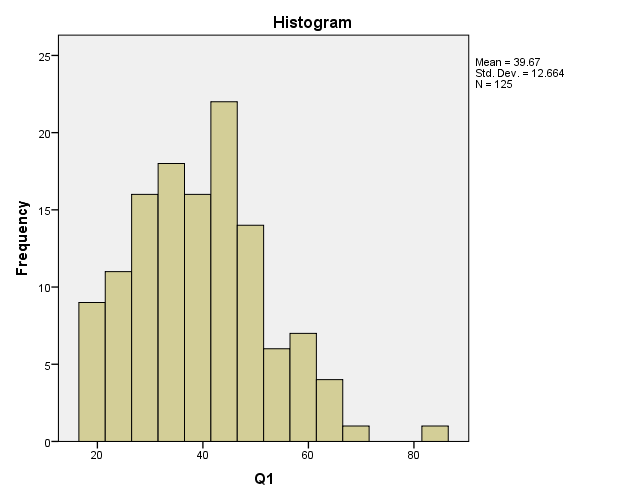 Histogram
Mean = 39.67
Std. Dev. = 12.664
N = 125
25
20
15
10
5
0
Frequency
20 40 60 80
Q1